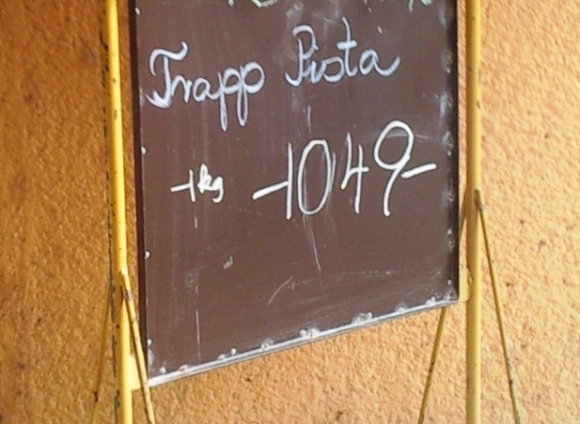 Trapp Pista
1kg 1049-